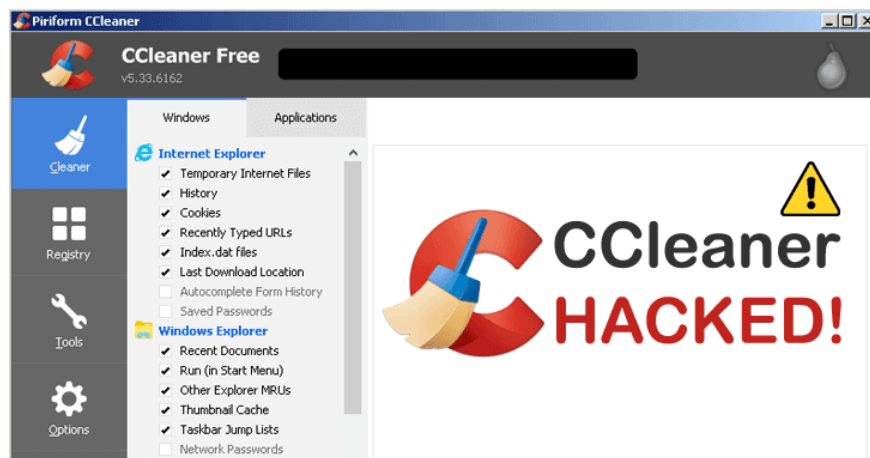 Piriform CCleaner
CCleaner Free
v5.33.6162
Windows
Applications
Cleaner
Registry
Tools
Options
Internet Explorer
Temporary Internet Files
History
Cookies
Recently Typed URLs
Index.dat files
Last Download Location
Autocomplete Form History
Saved Passwords
Windows Explorer
Recent Documents
Run (in Start Menu)
Other Explorer MRUs
Thumbnail Cache
Taskbar Jump Lists
Network Passwords
CCleaner
HACKED!